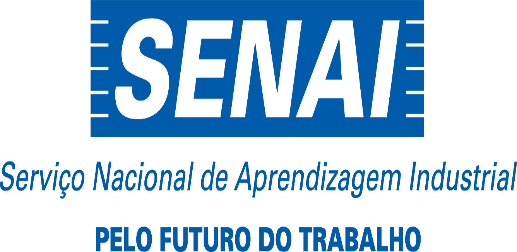 SENAI
Serviço Nacional de Aprendizagem Industrial
PELO FUTURO DO TRABALHO